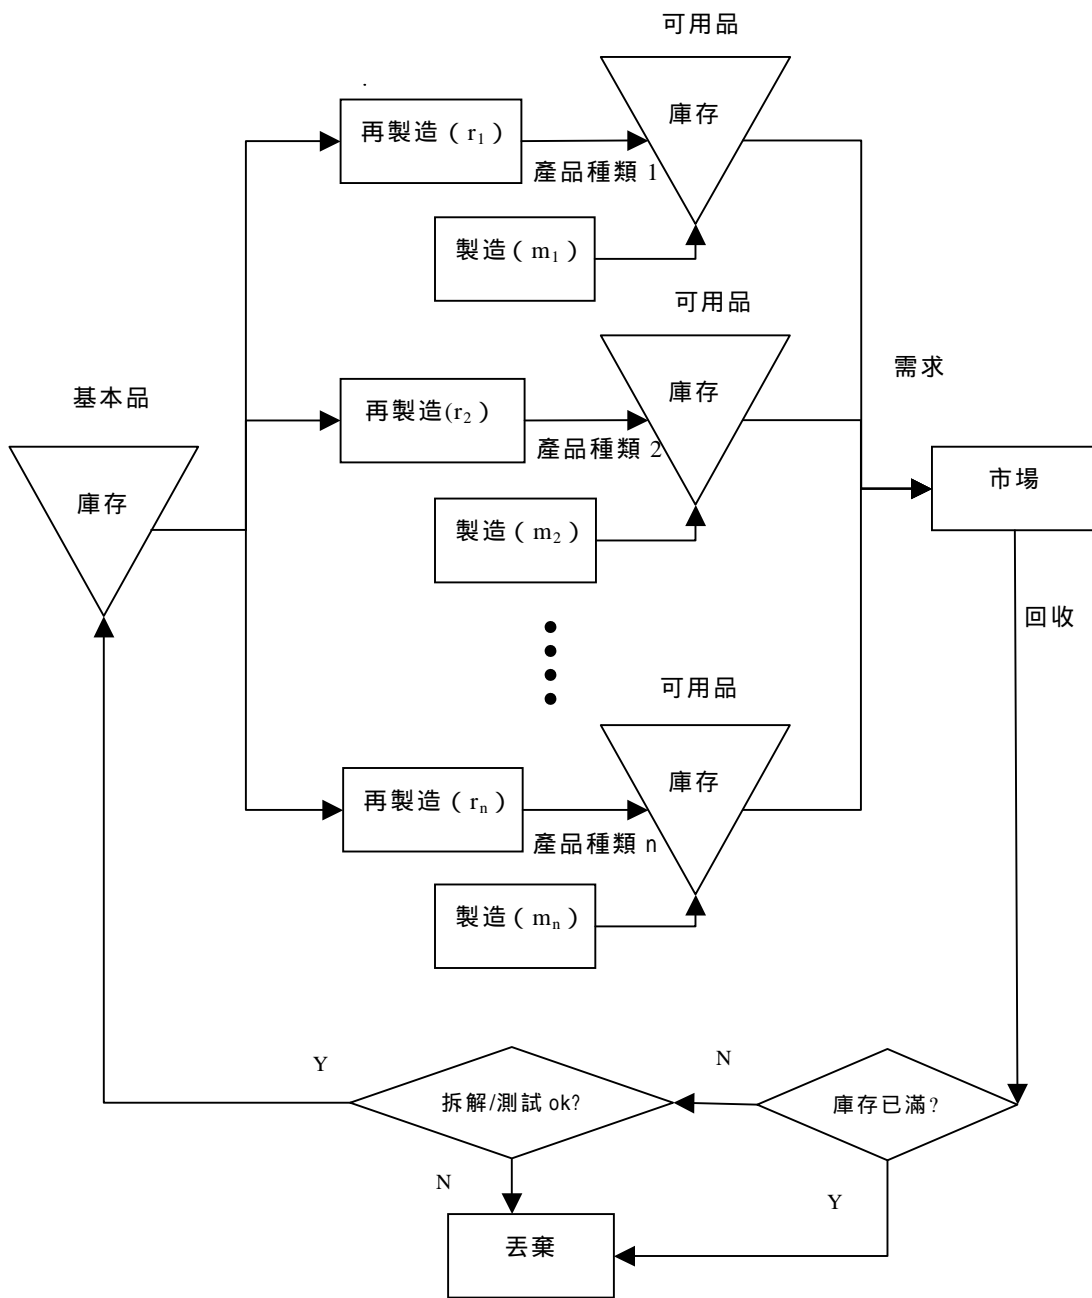 可用品
庫存
再製造（r₁）
產品種類 1
製造（m₁）
可用品
庫存
需求
基本品
再製造(r₂）
產品種類 2
庫存
市場
製造（m₂）
回收
可用品
庫存
再製造（rₙ）
產品種類 n
製造（mₙ）
Y
N
拆解/測試 ok?
庫存已滿?
N
Y
丟棄